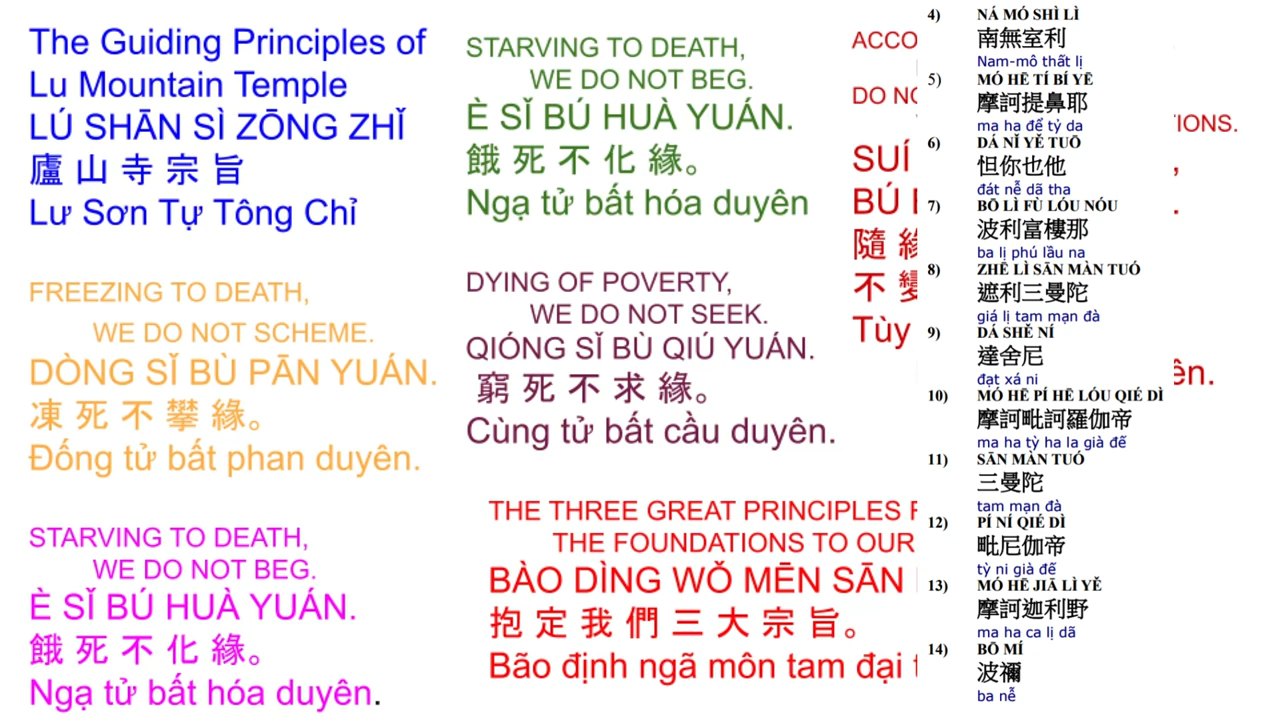 The Guiding Principles of
Lu Mountain Temple
LÚ SHĀN SÌ ZŌNG ZHǏ
廬 山 寺 宗 旨
Lư Sơn Tự Tông Chỉ
FREEZING TO DEATH,
WE DO NOT SCHEME.
DÒNG SǏ BÙ PĀN YUÁN.
凍 死 不 攀 緣。
Đống tử bất phan duyên.
STARVING TO DEATH,
WE DO NOT BEG.
È SǏ BÚ HUÀ YUÁN.
餓 死 不 化 緣。
Ngạ tử bất hóa duyên.
STARVING TO DEATH,
WE DO NOT BEG.
È SǏ BÚ HUÀ YUÁN.
餓 死 不 化 緣。
Ngạ tử bất hóa duyên
DYING OF POVERTY,
WE DO NOT SEEK.
QIÓNG SǏ BÙ QIÚ YUÁN.
窮 死 不 求 緣。
Cùng tử bất cầu duyên.
THE THREE GREAT PRINCIPLES
THE FOUNDATIONS TO OUR
BÀO DÌNG WǑ MĒN SĀN
抱 定 我 們 三 大 宗 旨。
Bão định ngã môn tam đại
ACCO
DO NO
TIONS.
SUÍ
BÚ
隨 緣
不 變
Tùy
ên.
4) NÁ MÓ SHÌ LÌ
南無室利
Nam-mô thất lị
5) MÓ HĒ TÍ BÍ YĒ
摩訶提鼻耶
ma ha để tỷ da
6) DÁ NǏ YĚ TUŌ
怛你也他
đát nễ dã tha
7) BŌ LÌ FÙ LÓU NÓU
波利富樓那
ba lị phú lầu na
8) ZHĒ LÌ SĀN MÀN TUÓ
遮利三曼陀
giá lị tam mạn đà
9) DÁ SHĚ NÍ
達舍尼
đạt xá ni
10) MÓ HĒ PÍ HĒ LÓU QIÉ DÌ
摩訶毗訶羅伽帝
ma ha tỳ ha la già đế
11) SĀN MÀN TUÓ
三曼陀
tam mạn đà
12) PÍ NÍ QIÉ DÌ
毗尼伽帝
tỳ ni già đế
13) MÓ HĒ JIĀ LÌ YĚ
摩訶迦利野
ma ha ca lị dã
14) BŌ MÍ
波禰
ba nễ